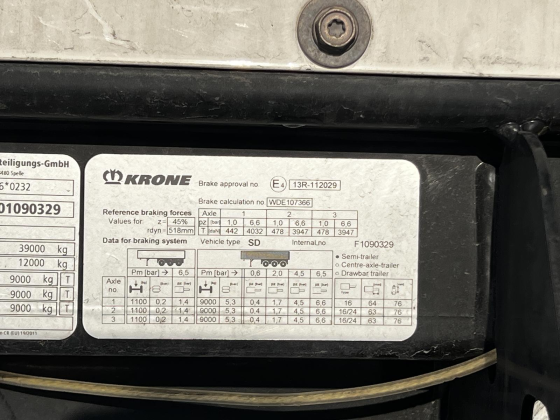 teiligungs-GmbH
480 Spelle
6*0232
01090329
39000 kg
12000 kg
9000 kg T
9000 kg T
9000 kg T
KRONE
Brake approval no E4 13R-112029
Brake calculation no WDE107366
Reference braking forces
Values for z= 45%
rdyn= 518mm
Axle 1 2 3
pz [bar] 1.0 6.6 1.0 6.6 1.0 6.6
T [daN] 442 4032 478 3947 478 3947
Data for braking system Vehicle type SD Internal.no F1090329
Semi-trailer
Centre-axle-trailer
Drawbar trailer
Pm [bar] → 6,5 Pm [bar] → 0,6 2,0 4,5 6,5
Axle no.
1 1100 0,2 1,4 9000 5,3 0,4 1,7 4,5 6,6 16 64 76
2 1100 0,2 1,4 9000 5,3 0,4 1,7 4,5 6,6 16/24 63 76
3 1100 0,2 1,4 9000 5,3 0,4 1,7 4,5 6,6 16/24 63 76